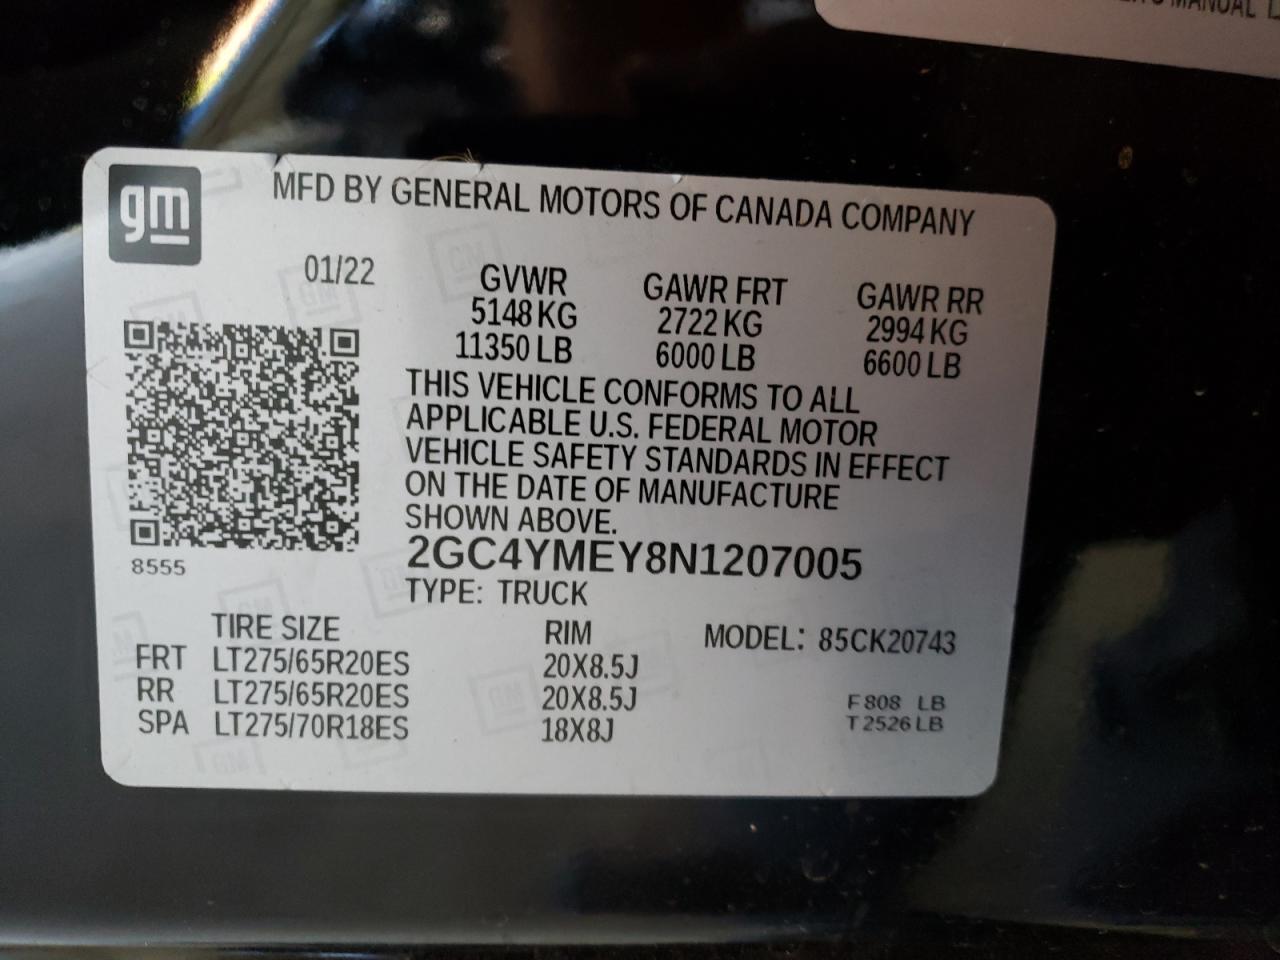 MANUAL
gm
MFD BY GENERAL MOTORS OF CANADA COMPANY
01/22
GVWR GAWR FRT GAWR RR
5148 KG 2722 KG 2994 KG
11350 LB 6000 LB 6600 LB
THIS VEHICLE CONFORMS TO ALL
APPLICABLE U.S. FEDERAL MOTOR
VEHICLE SAFETY STANDARDS IN EFFECT
ON THE DATE OF MANUFACTURE
SHOWN ABOVE.
2GC4YMEY8N1207005
8555
TYPE: TRUCK
TIRE SIZE RIM MODEL: 85CK20743
FRT LT275/65R20ES 20X8.5J
RR LT275/65R20ES 20X8.5J F 808 LB
SPA LT275/70R18ES 18X8J T 2526 LB